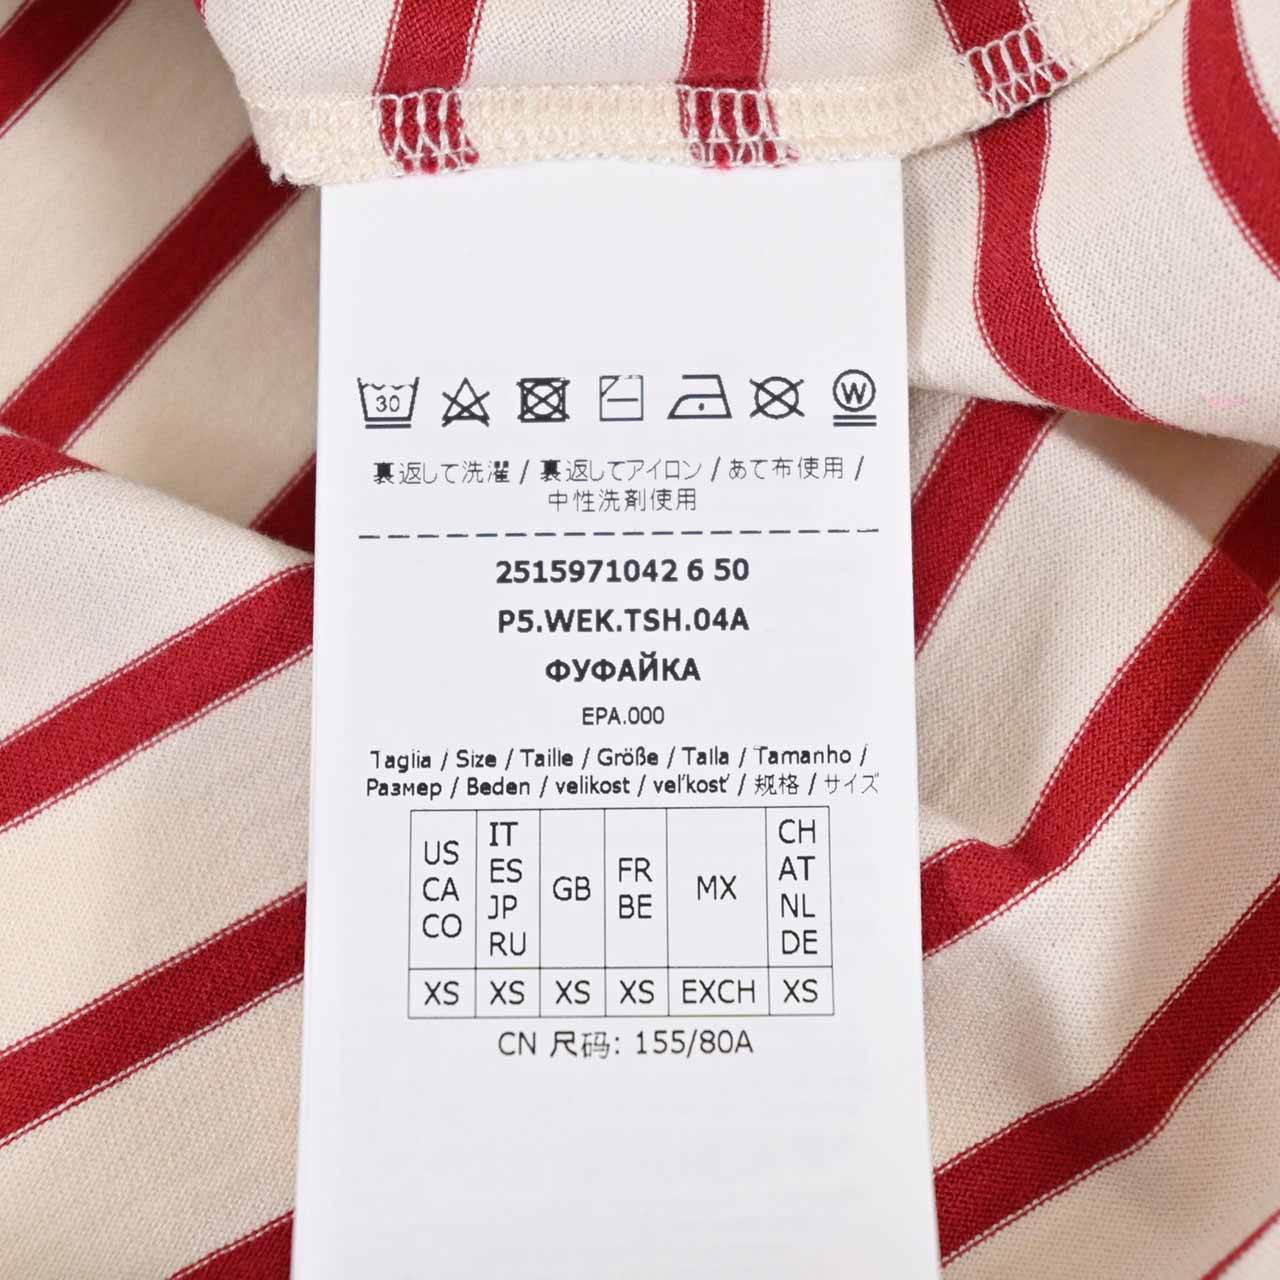 30 W
裏返して洗濯 / 裏返してアイロン / あて布使用 /
中性洗剤使用
2515971042 6 50
P5.WEK.TSH.04A
ФУФАЙКА
EPA.000
Taglia / Size / Taille / Größe / Talla / Tamanho /
Размер / Beden / velikost / veľkosť / 规格 / サイズ
US CA CO IT ES JP RU GB FR BE MX CH AT NL DE
XS XS XS XS EXCH XS
CN 尺码: 155/80A